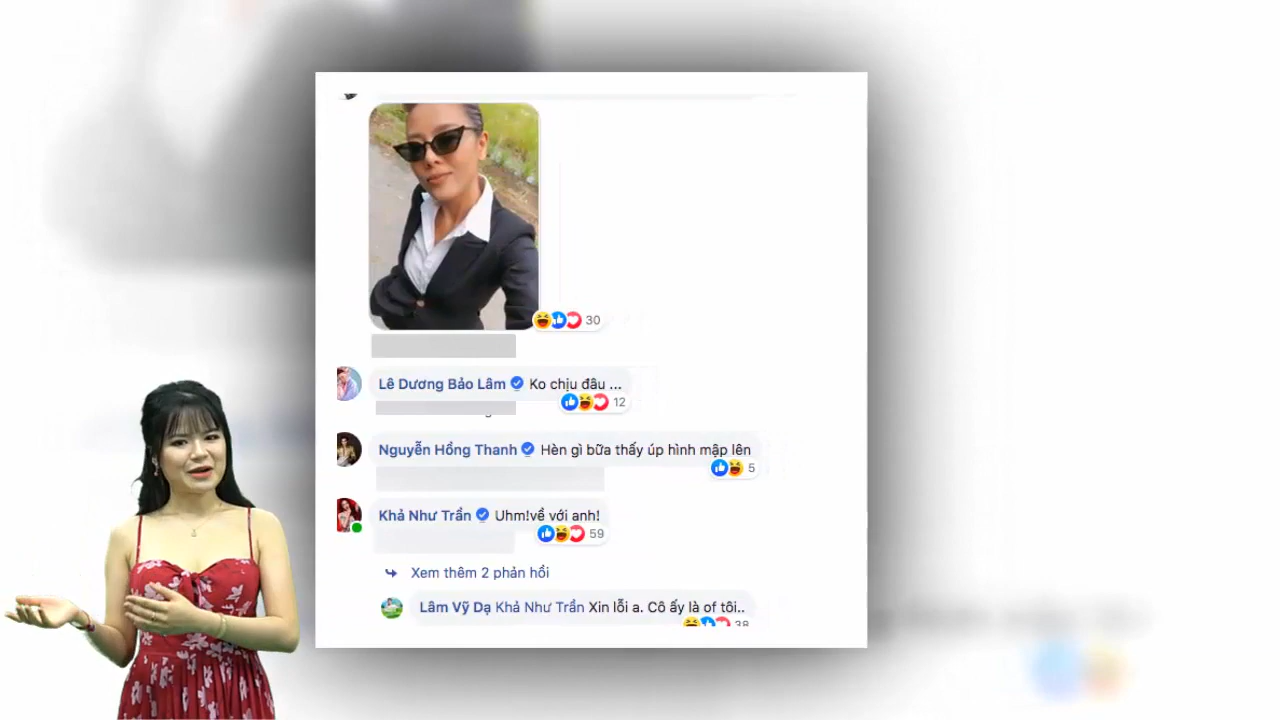 30
Lê Dương Bảo Lâm Ko chịu đâu ...
12
Nguyễn Hồng Thanh Hèn gì bữa thấy úp hình mập lên
5
Khả Như Trần Uhm!về với anh!
59
Xem thêm 2 phản hồi
Lâm Vỹ Dạ Khả Như Trần Xin lỗi a. Cô ấy là of tôi..
38